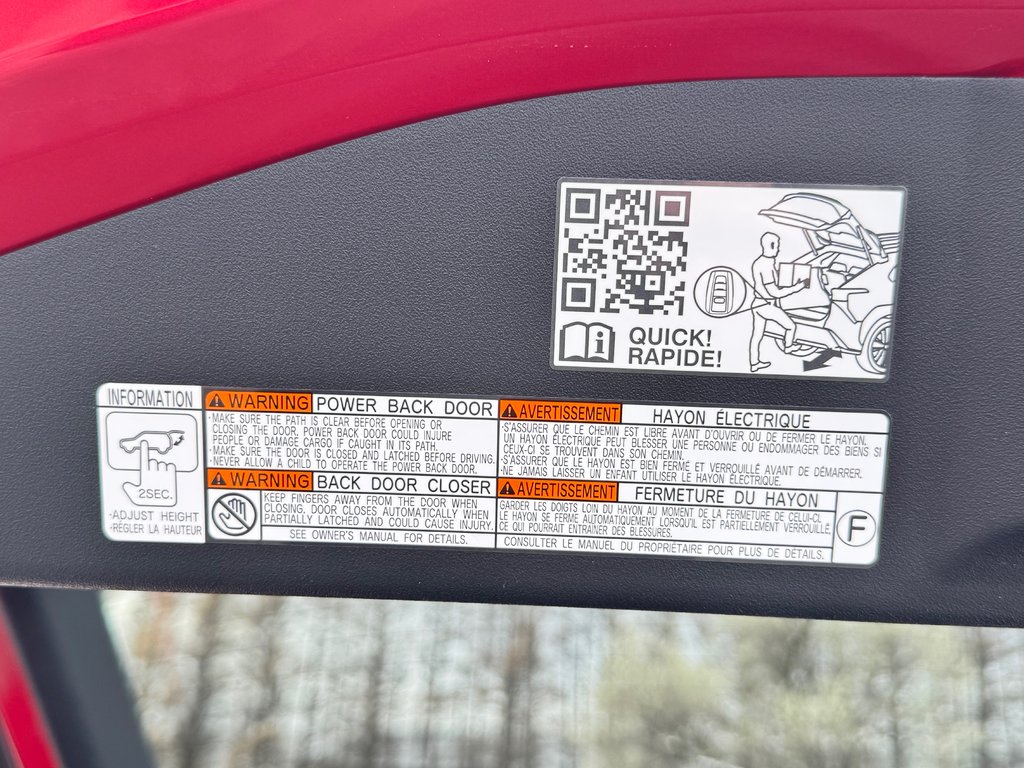 QUICK!
RAPIDE!
INFORMATION
2SEC.
·ADJUST HEIGHT
·RÉGLER LA HAUTEUR
WARNING POWER BACK DOOR
·MAKE SURE THE PATH IS CLEAR BEFORE OPENING OR
CLOSING THE DOOR. POWER BACK DOOR COULD INJURE
PEOPLE OR DAMAGE CARGO IF CAUGHT IN ITS PATH.
·MAKE SURE THE DOOR IS CLOSED AND LATCHED BEFORE DRIVING.
·NEVER ALLOW A CHILD TO OPERATE THE POWER BACK DOOR.
WARNING BACK DOOR CLOSER
KEEP FINGERS AWAY FROM THE DOOR WHEN
CLOSING. DOOR CLOSES AUTOMATICALLY WHEN
PARTIALLY LATCHED AND COULD CAUSE INJURY.
SEE OWNER'S MANUAL FOR DETAILS.
AVERTISSEMENT HAYON ÉLECTRIQUE
·S'ASSURER QUE LE CHEMIN EST LIBRE AVANT D'OUVRIR OU DE FERMER LE HAYON.
UN HAYON ÉLECTRIQUE PEUT BLESSER UNE PERSONNE OU ENDOMMAGER DES BIENS SI
CEUX-CI SE TROUVENT DANS SON CHEMIN.
·S'ASSURER QUE LE HAYON EST BIEN FERMÉ ET VERROUILLÉ AVANT DE DÉMARRER.
·NE JAMAIS LAISSER UN ENFANT UTILISER LE HAYON ÉLECTRIQUE.
AVERTISSEMENT FERMETURE DU HAYON
GARDER LES DOIGTS LOIN DU HAYON AU MOMENT DE LA FERMETURE DE CELUI-CI.
LE HAYON SE FERME AUTOMATIQUEMENT LORSQU'IL EST PARTIELLEMENT VERROUILLÉ,
CE QUI POURRAIT ENTRAÎNER DES BLESSURES.
CONSULTER LE MANUEL DU PROPRIÉTAIRE POUR PLUS DE DÉTAILS.
F